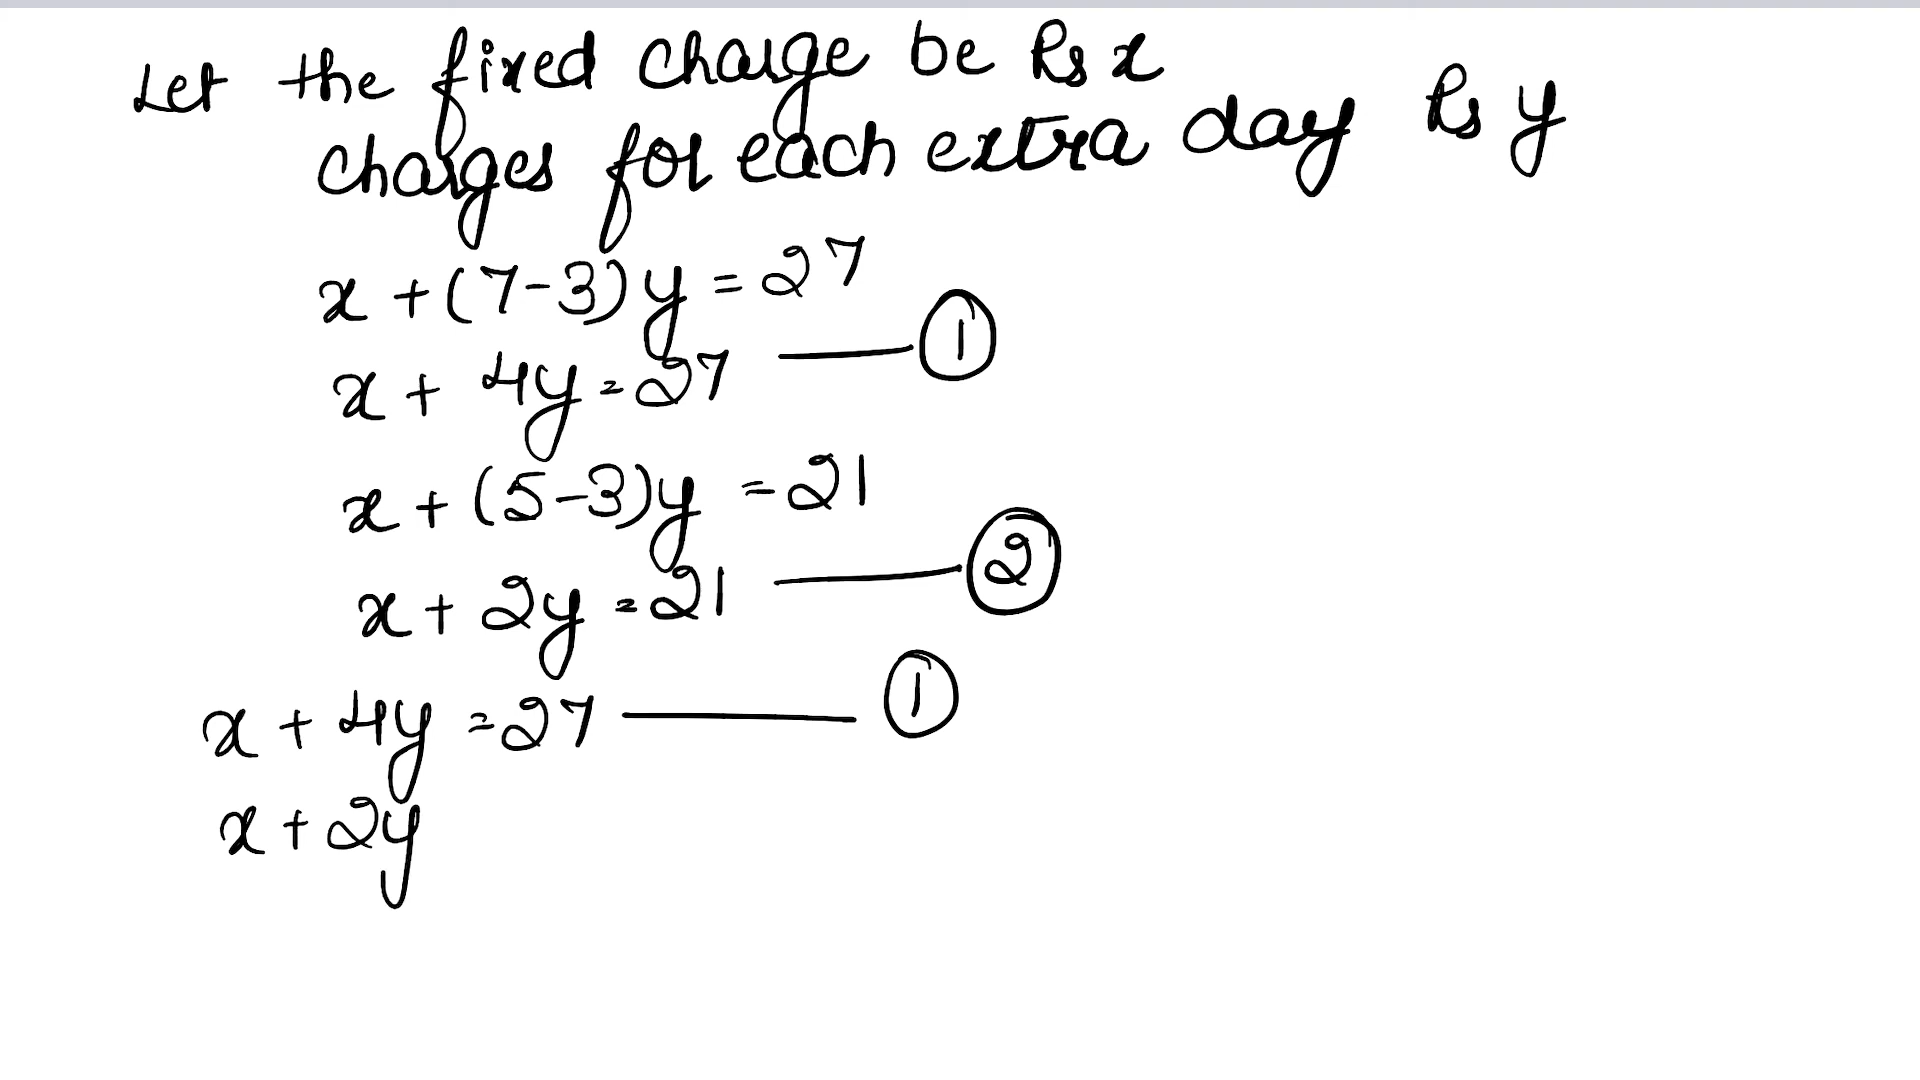 Let the fixed charge be Rs x
charges for each extra day Rs y
x + (7-3)y = 27
x + 4y = 27 —— ①
x + (5-3)y = 21
x + 2y = 21 —— ②
x + 4y = 27 —— ①
x + 2y